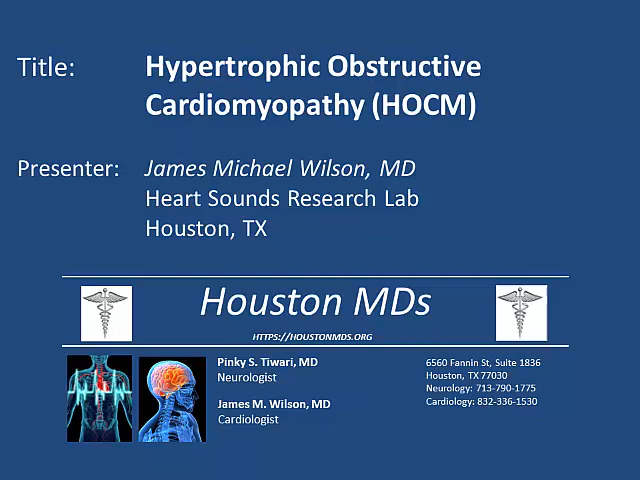 Title: Hypertrophic Obstructive
Cardiomyopathy (HOCM)
Presenter: James Michael Wilson, MD
Heart Sounds Research Lab
Houston, TX
Houston MDs
HTTPS://HOUSTONMDS.ORG
Pinky S. Tiwari, MD
Neurologist
James M. Wilson, MD
Cardiologist
6560 Fannin St, Suite 1836
Houston, TX 77030
Neurology: 713-790-1775
Cardiology: 832-336-1530